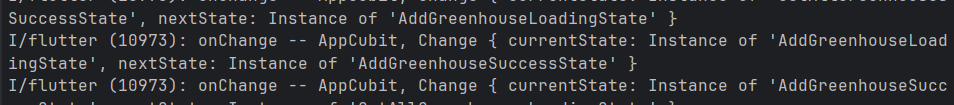 SuccessState', nextState: Instance of 'AddGreenhouseLoadingState' }
I/flutter (10973): onChange -- AppCubit, Change { currentState: Instance of 'AddGreenhouseLoad
ingState', nextState: Instance of 'AddGreenhouseSuccessState' }
I/flutter (10973): onChange -- AppCubit, Change { currentState: Instance of 'AddGreenhouseSucc